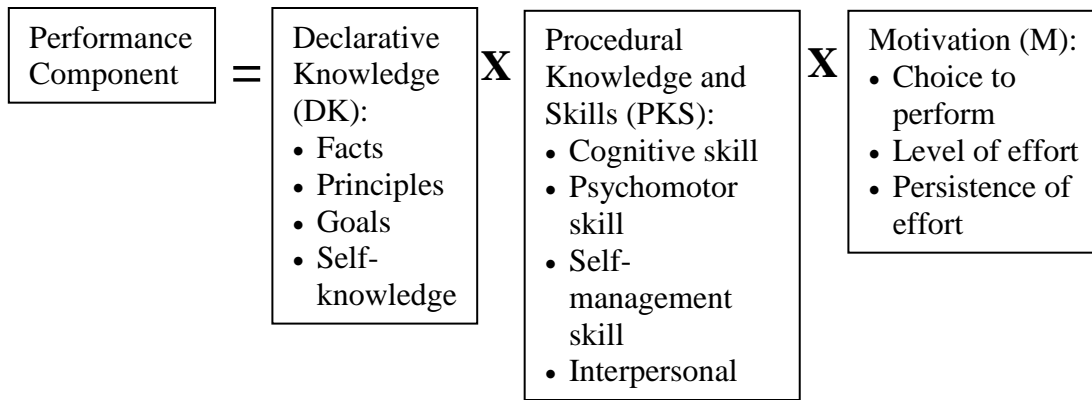 Performance
Component
=
Declarative
Knowledge
(DK):
• Facts
• Principles
• Goals
• Self-
knowledge
X
Procedural
Knowledge and
Skills (PKS):
• Cognitive skill
• Psychomotor
skill
• Self-
management
skill
• Interpersonal
X
Motivation (M):
• Choice to
perform
• Level of effort
• Persistence of
effort